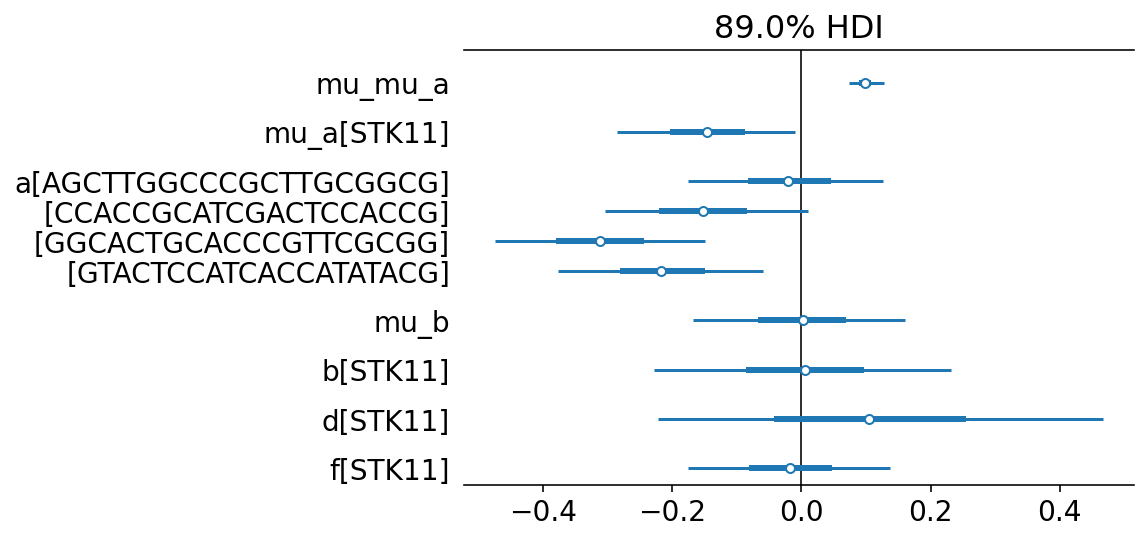 89.0% HDI
mu_mu_a
mu_a[STK11]
a[AGCTTGGCCCGCTTGCGGCG]
[CCACCGCATCGACTCCACCG]
[GGCACTGCACCCGTTCGCGG]
[GTACTCCATCACCATATACG]
mu_b
b[STK11]
d[STK11]
f[STK11]
−0.4 −0.2 0.0 0.2 0.4